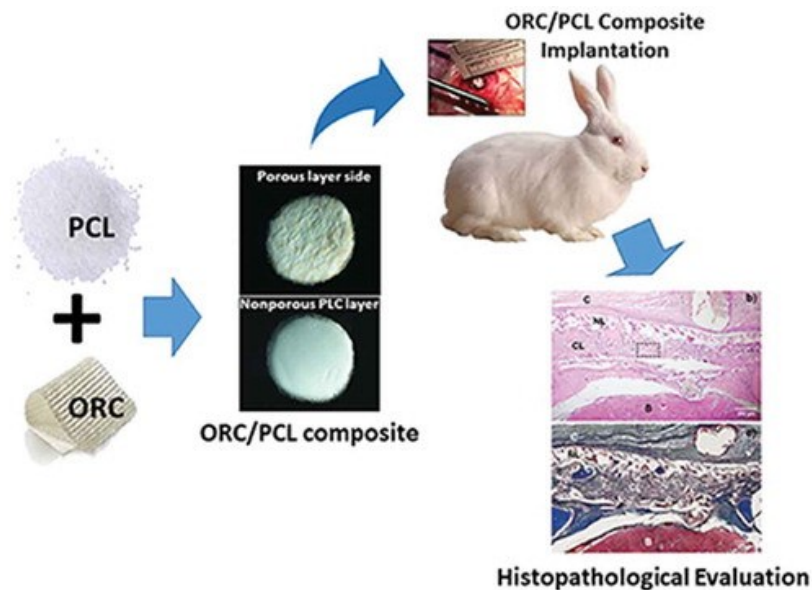 ORC/PCL Composite
Implantation
PCL
+
ORC
Porous layer side
Nonporous PLC layer
ORC/PCL composite
C
b)
NL
CL
B
B
Histopathological Evaluation